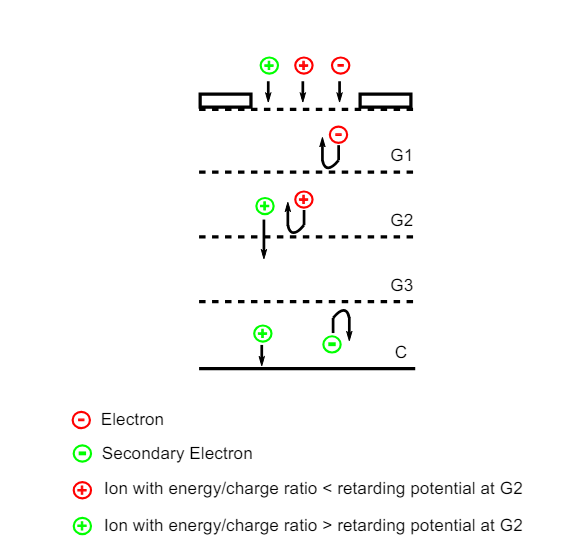 G1
G2
G3
C
Electron
Secondary Electron
Ion with energy/charge ratio < retarding potential at G2
Ion with energy/charge ratio > retarding potential at G2